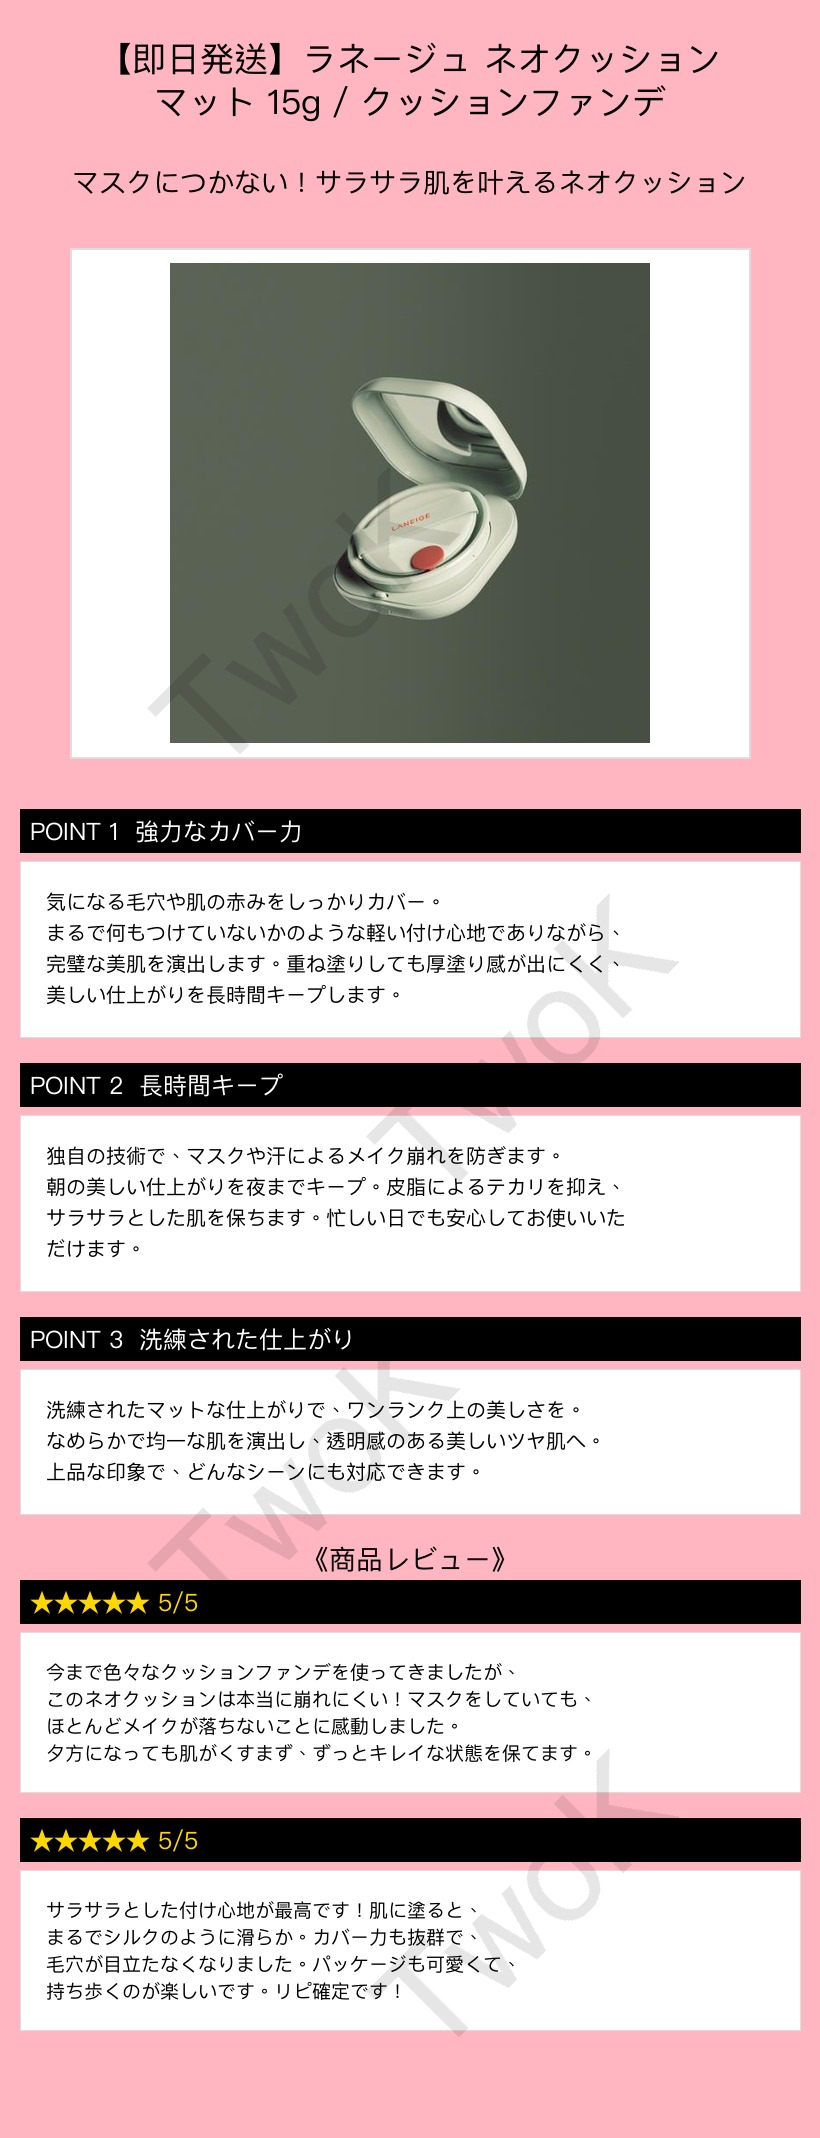 【即日発送】ラネージュ ネオクッション
マット 15g / クッションファンデ
マスクにつかない！サラサラ肌を叶えるネオクッション
LANEIGE
TwoK
POINT 1 強力なカバー力
気になる毛穴や肌の赤みをしっかりカバー。
まるで何もつけていないかのような軽い付け心地でありながら、
完璧な美肌を演出します。重ね塗りしても厚塗り感が出にくく、
美しい仕上がりを長時間キープします。
TwoK
POINT 2 長時間キープ
独自の技術で、マスクや汗によるメイク崩れを防ぎます。
朝の美しい仕上がりを夜までキープ。皮脂によるテカリを抑え、
サラサラとした肌を保ちます。忙しい日でも安心してお使いいた
だけます。
POINT 3 洗練された仕上がり
洗練されたマットな仕上がりで、ワンランク上の美しさを。
なめらかで均一な肌を演出し、透明感のある美しいツヤ肌へ。
上品な印象で、どんなシーンにも対応できます。
TwoK
《商品レビュー》
★★★★★ 5/5
今まで色々なクッションファンデを使ってきましたが、
このネオクッションは本当に崩れにくい！マスクをしていても、
ほとんどメイクが落ちないことに感動しました。
夕方になっても肌がくすまず、ずっとキレイな状態を保てます。
★★★★★ 5/5
サラサラとした付け心地が最高です！肌に塗ると、
まるでシルクのように滑らか。カバー力も抜群で、
毛穴が目立たなくなりました。パッケージも可愛くて、
持ち歩くのが楽しいです。リピ確定です！
TwoK